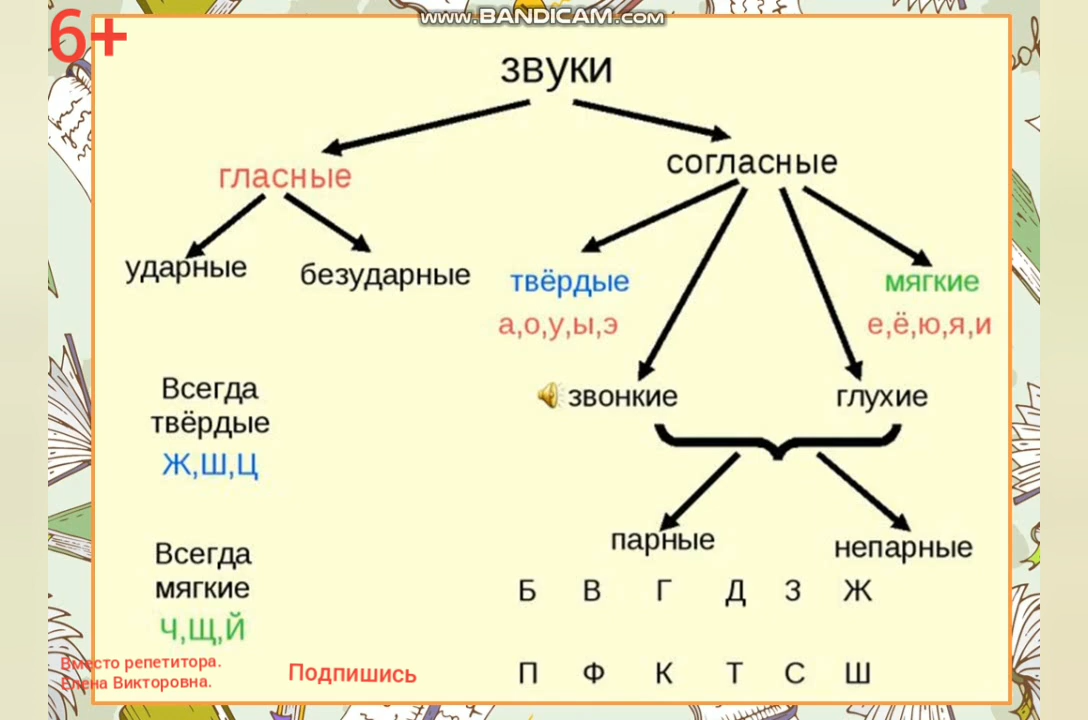 www.BANDICAM.com
6+
звуки
гласные
согласные
ударные
безударные
твёрдые
мягкие
а,о,у,ы,э
е,ё,ю,я,и
Всегда
твёрдые
Ж,Ш,Ц
звонкие
глухие
парные
непарные
Всегда
мягкие
Ч,Щ,Й
Б В Г Д З Ж
П Ф К Т С Ш
Вместо репетитора.
Елена Викторовна.
Подпишись